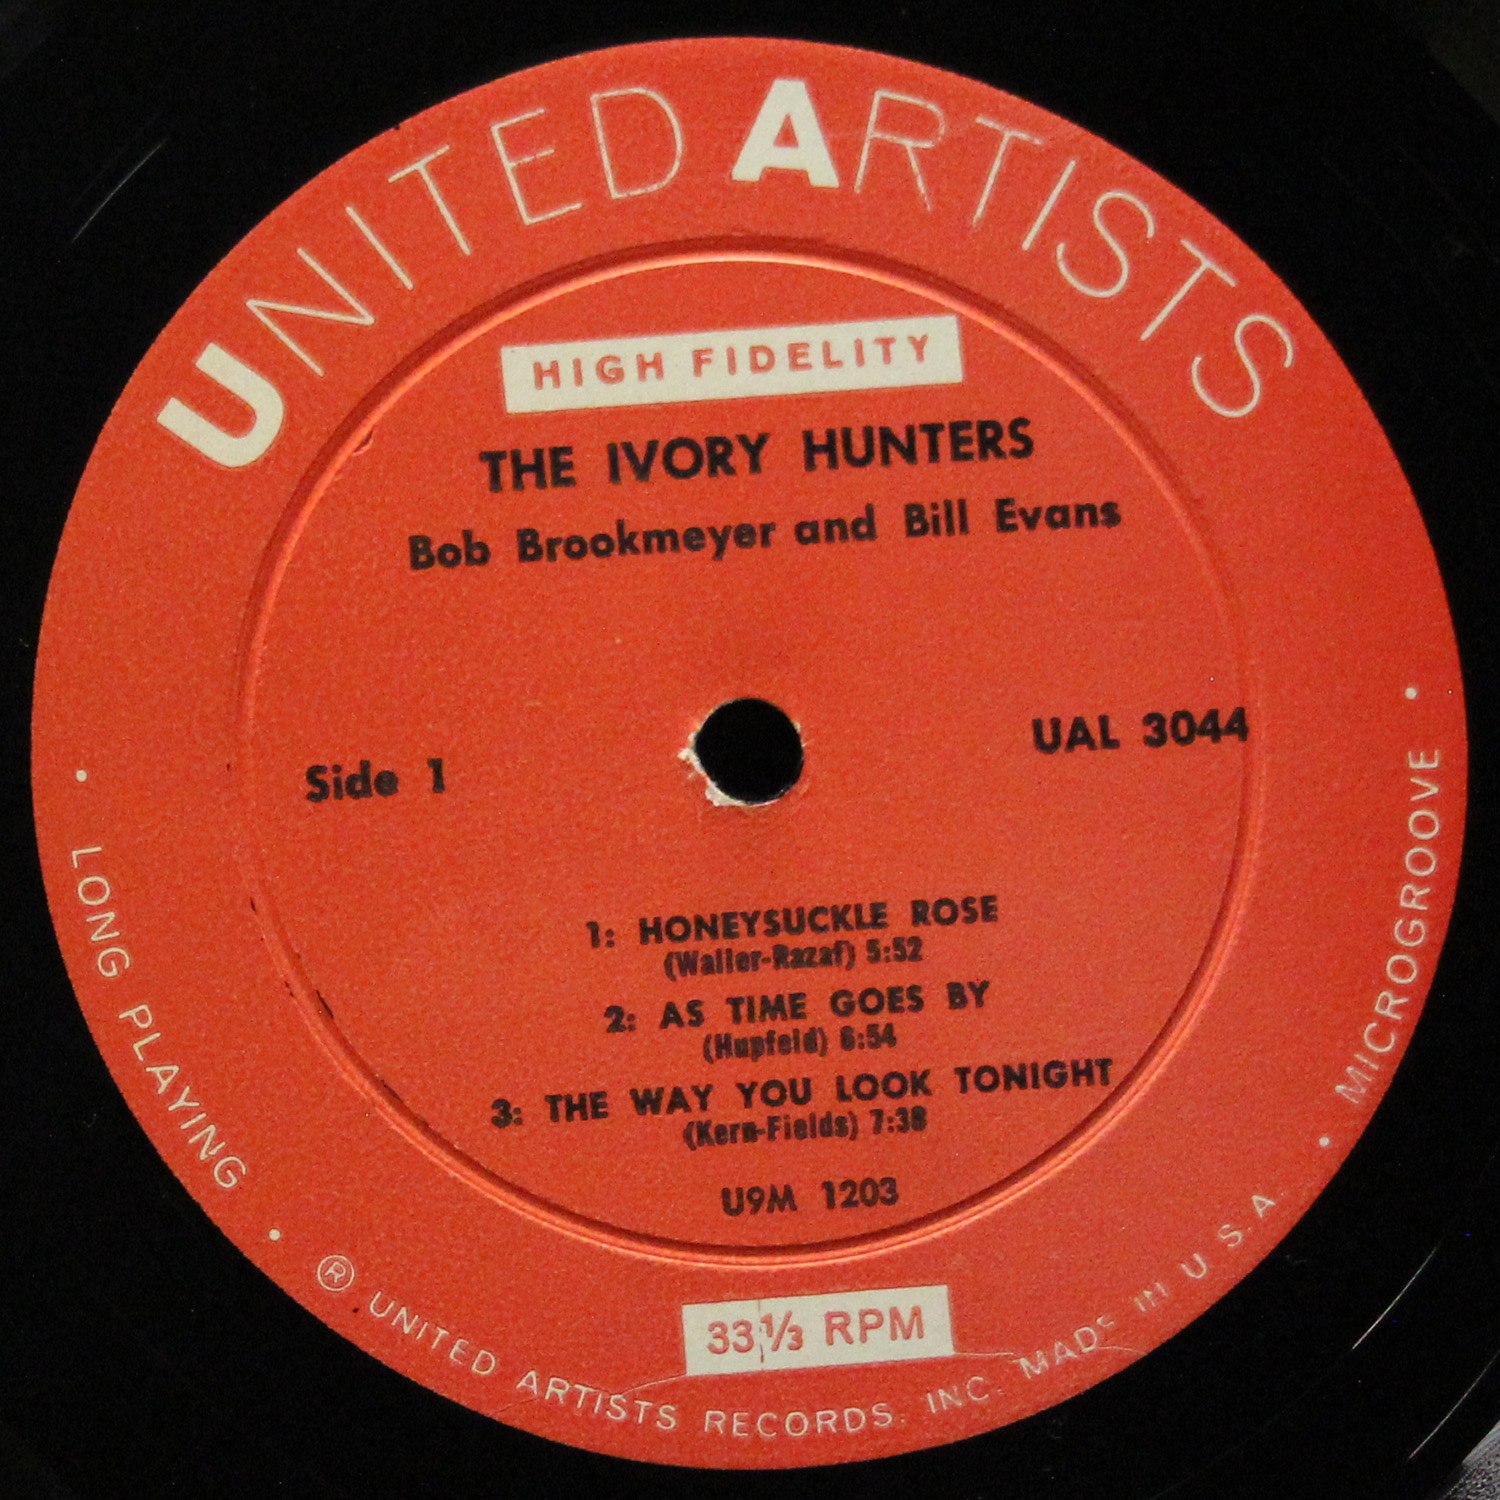 UNITED ARTISTS
HIGH FIDELITY
THE IVORY HUNTERS
Bob Brookmeyer and Bill Evans
UAL 3044
Side 1
1: HONEYSUCKLE ROSE
(Waller-Razaf) 5:52
2: AS TIME GOES BY
(Hupfeld) 6:54
3: THE WAY YOU LOOK TONIGHT
(Kern-Fields) 7:38
U9M 1203
33 1/3 RPM
• LONG PLAYING • ® UNITED ARTISTS RECORDS, INC. MADE IN U.S.A. • MICROGROOVE •